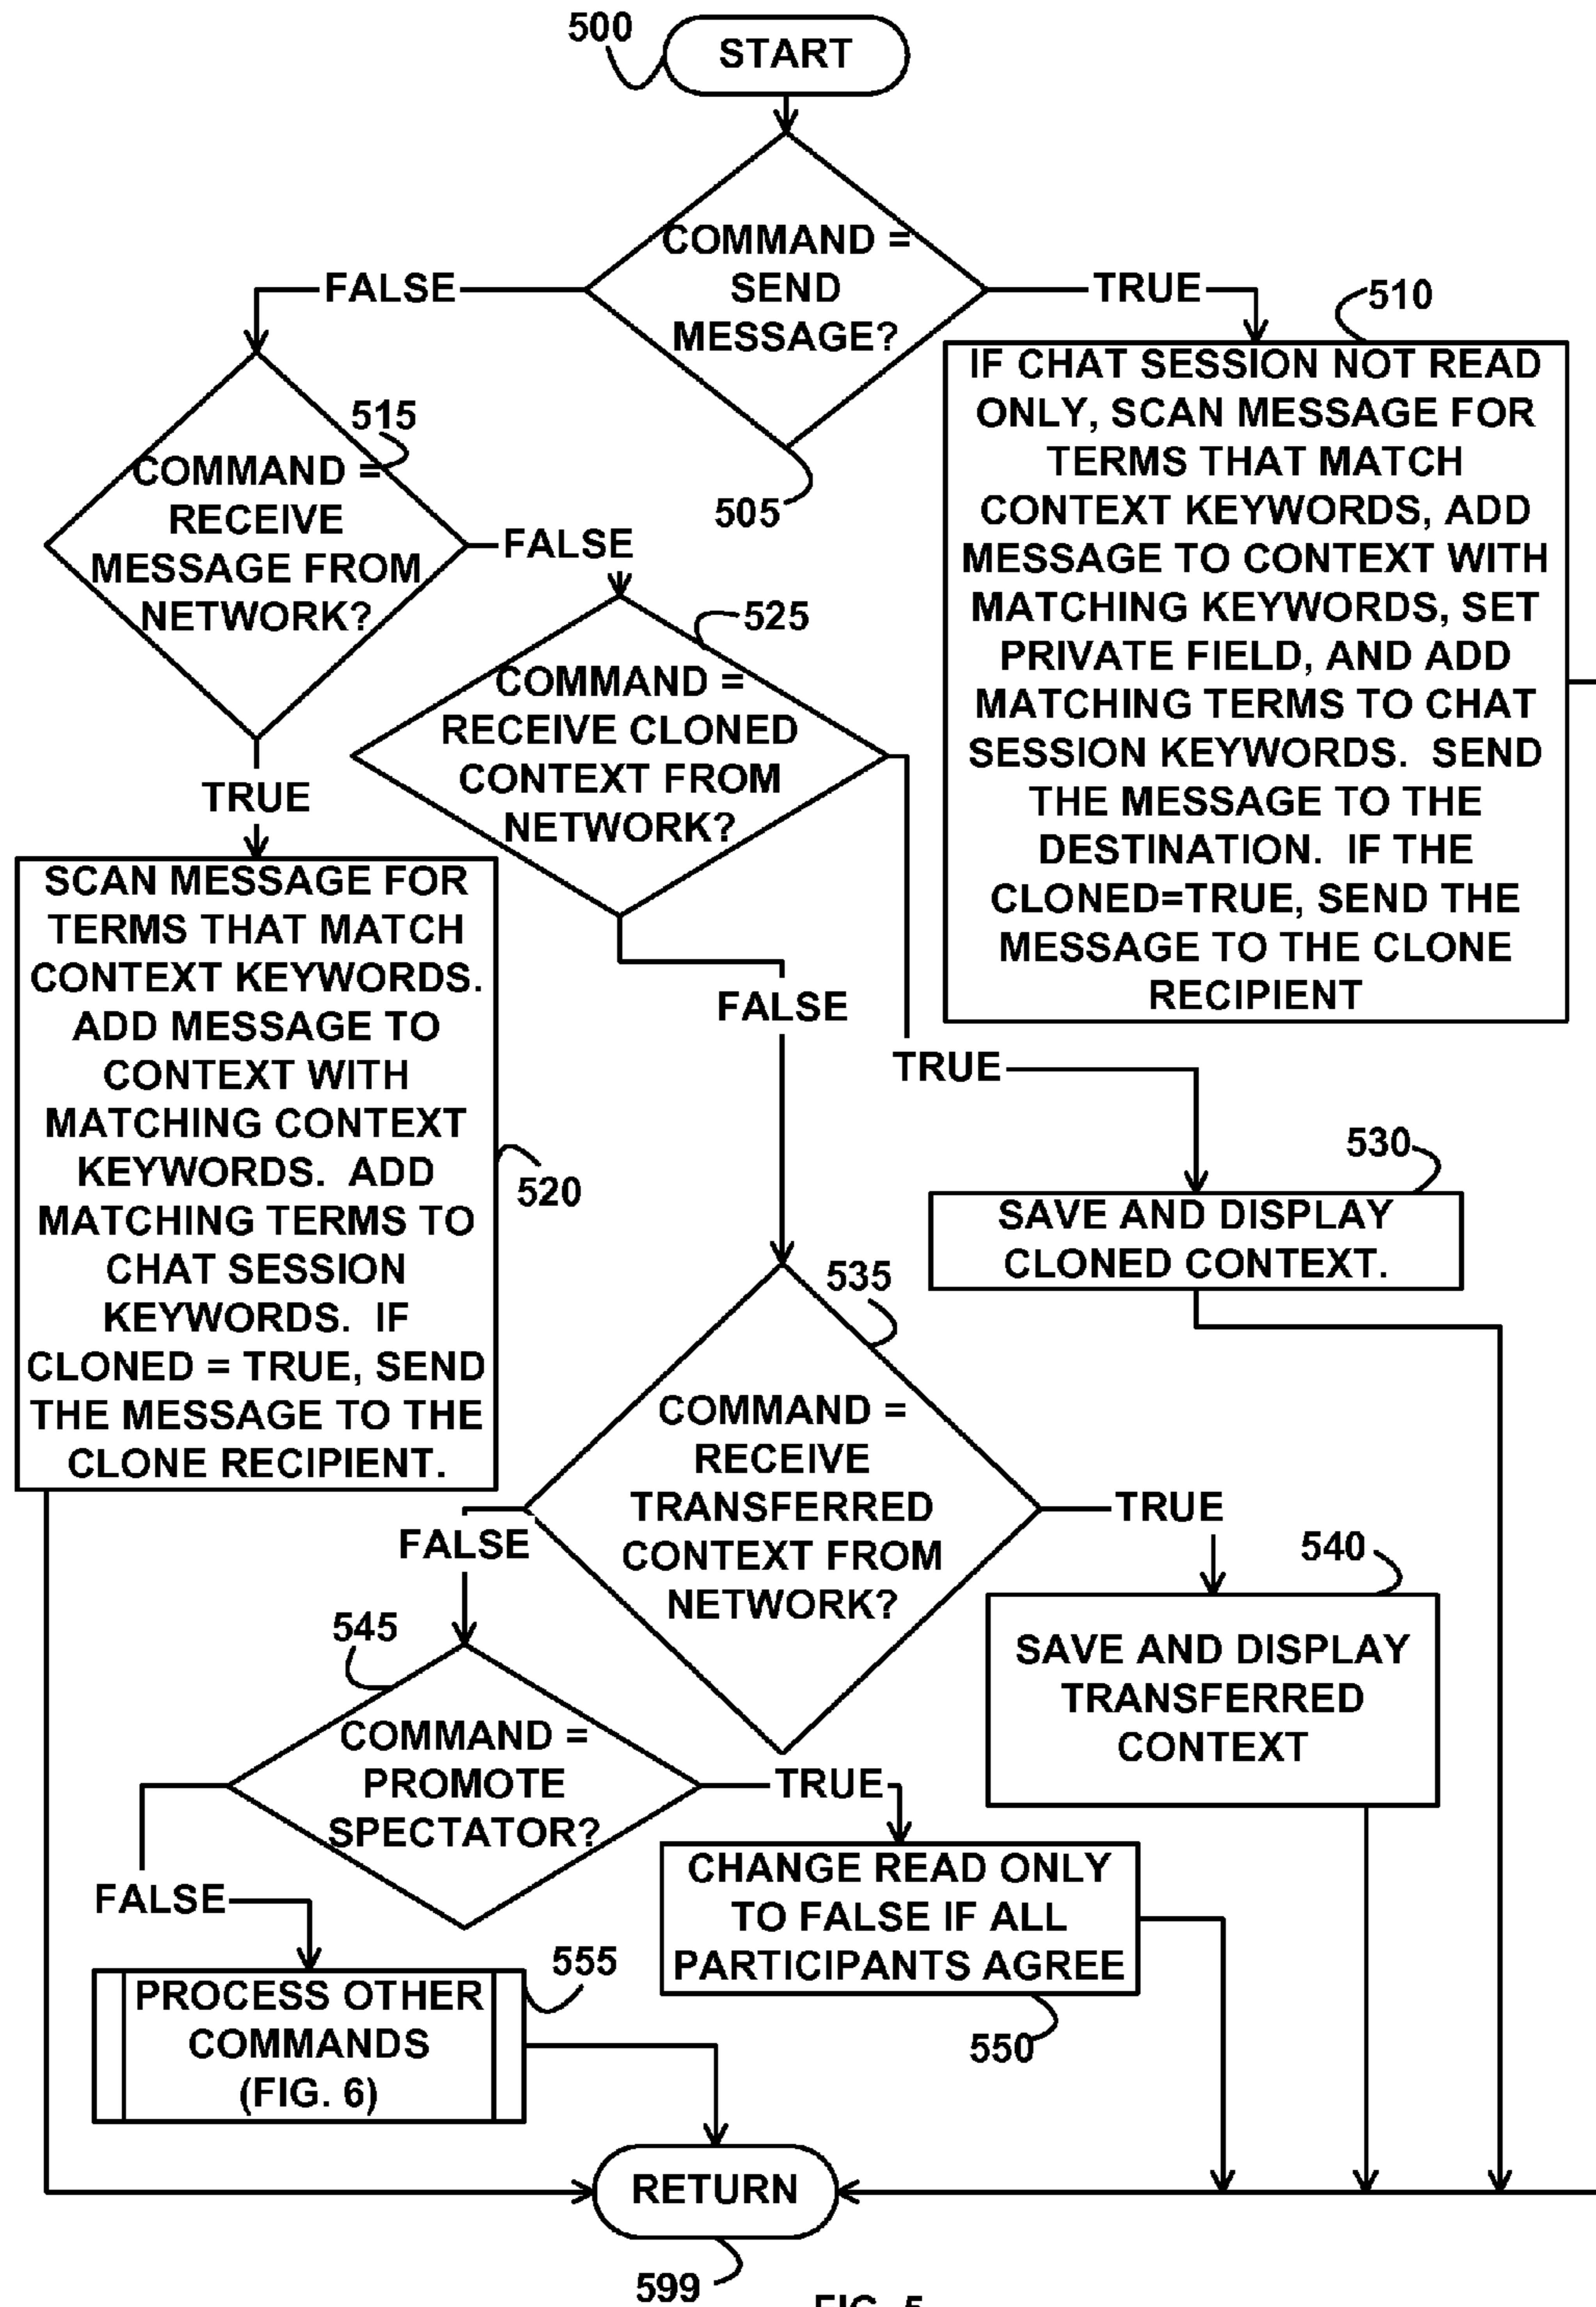 500
START
COMMAND =
SEND
MESSAGE?
505
FALSE
TRUE
510
IF CHAT SESSION NOT READ
ONLY, SCAN MESSAGE FOR
TERMS THAT MATCH
CONTEXT KEYWORDS, ADD
MESSAGE TO CONTEXT WITH
MATCHING KEYWORDS, SET
PRIVATE FIELD, AND ADD
MATCHING TERMS TO CHAT
SESSION KEYWORDS. SEND
THE MESSAGE TO THE
DESTINATION. IF THE
CLONED=TRUE, SEND THE
MESSAGE TO THE CLONE
RECIPIENT
515
COMMAND =
RECEIVE
MESSAGE FROM
NETWORK?
FALSE
TRUE
525
COMMAND =
RECEIVE CLONED
CONTEXT FROM
NETWORK?
FALSE
TRUE
SCAN MESSAGE FOR
TERMS THAT MATCH
CONTEXT KEYWORDS.
ADD MESSAGE TO
CONTEXT WITH
MATCHING CONTEXT
KEYWORDS. ADD
MATCHING TERMS TO
CHAT SESSION
KEYWORDS. IF
CLONED = TRUE, SEND
THE MESSAGE TO THE
CLONE RECIPIENT.
520
530
SAVE AND DISPLAY
CLONED CONTEXT.
535
COMMAND =
RECEIVE
TRANSFERRED
CONTEXT FROM
NETWORK?
FALSE
TRUE
540
SAVE AND DISPLAY
TRANSFERRED
CONTEXT
545
COMMAND =
PROMOTE
SPECTATOR?
TRUE
FALSE
CHANGE READ ONLY
TO FALSE IF ALL
PARTICIPANTS AGREE
550
555
PROCESS OTHER
COMMANDS
(FIG. 6)
RETURN
599
FIG. 5